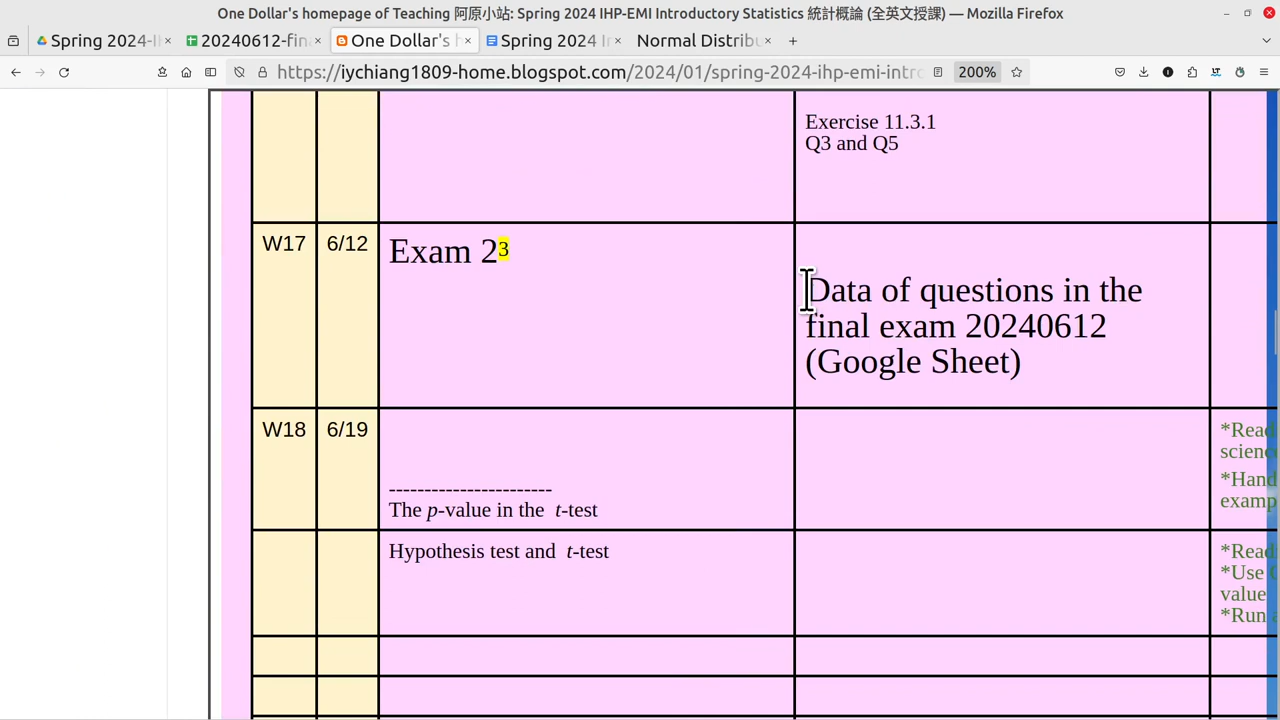 One Dollar's homepage of Teaching 阿原小站: Spring 2024 IHP-EMI Introductory Statistics 統計概論 (全英文授課) — Mozilla Firefox
Spring 2024-I
20240612-fin
One Dollar's h
Spring 2024 I
Normal Distrib
https://iychiang1809-home.blogspot.com/2024/01/spring-2024-ihp-emi-intro
200%
Exercise 11.3.1
Q3 and Q5
W17 6/12 Exam 23
Data of questions in the
final exam 20240612
(Google Sheet)
W18 6/19
-----------------------
The p-value in the t-test
*Read
scienc
*Hand
examp
Hypothesis test and t-test
*Read
*Use
value
*Run a